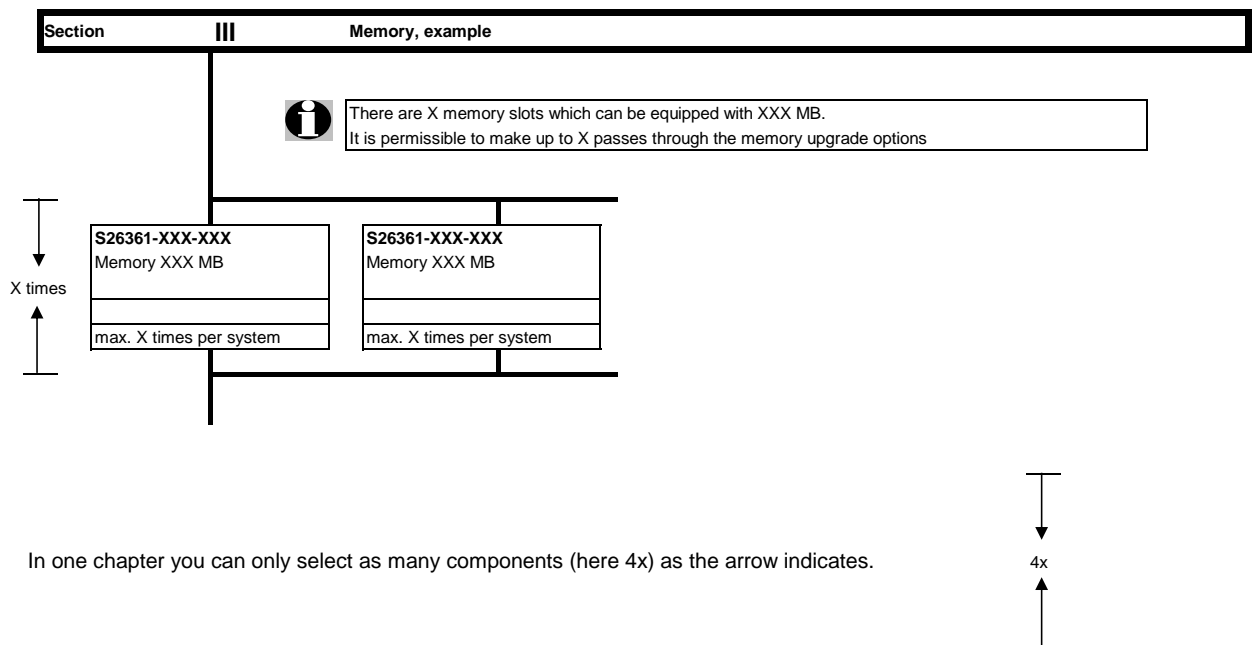 Section III Memory, example
There are X memory slots which can be equipped with XXX MB.
It is permissible to make up to X passes through the memory upgrade options
X times
S26361-XXX-XXX
Memory XXX MB
max. X times per system
S26361-XXX-XXX
Memory XXX MB
max. X times per system
In one chapter you can only select as many components (here 4x) as the arrow indicates.
4x